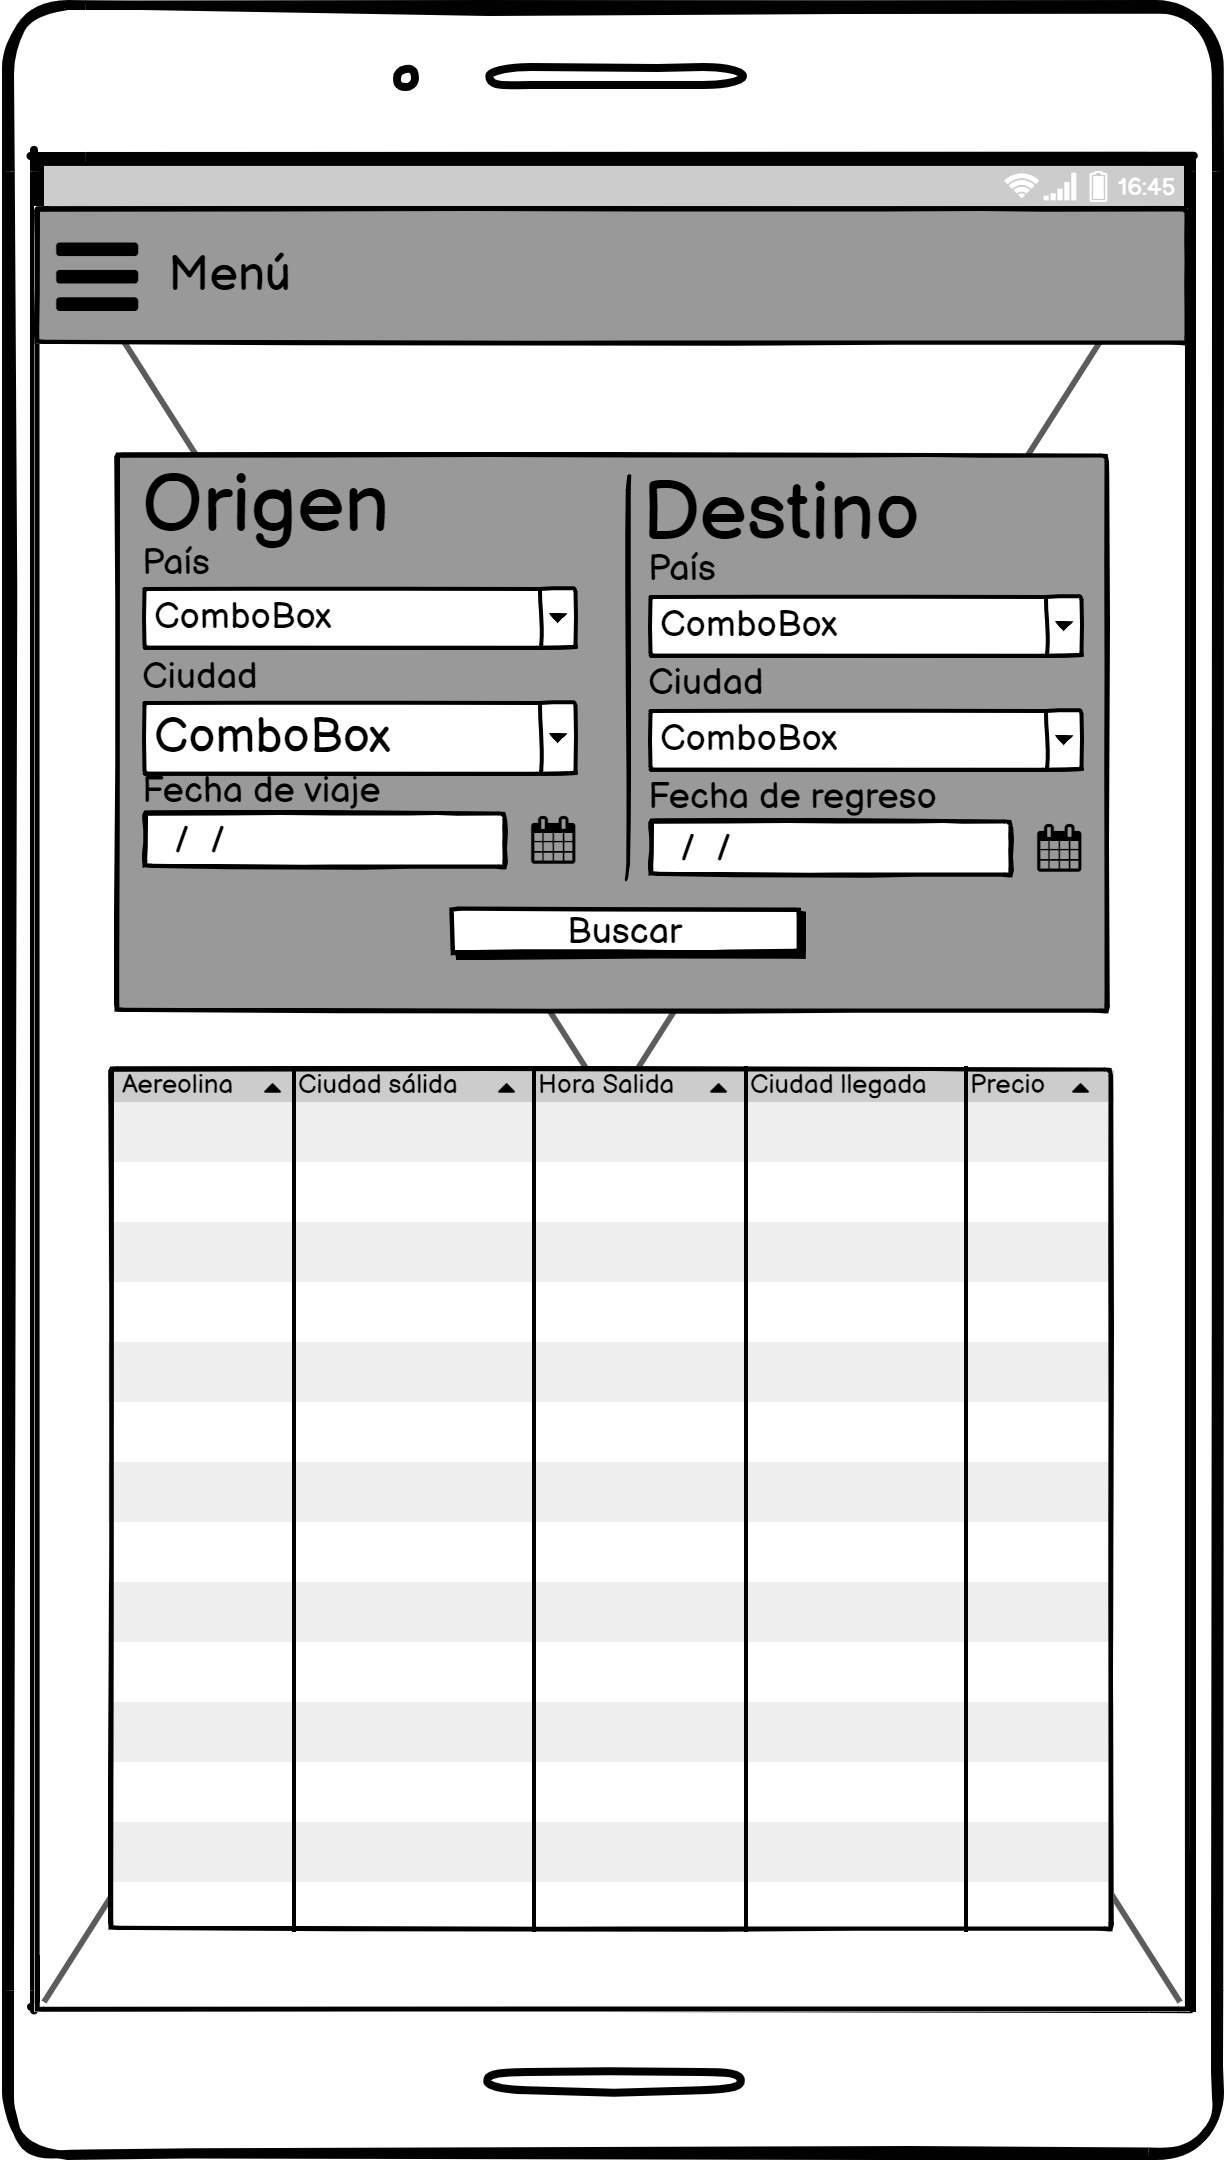 16:45
Menú
Origen
País
ComboBox
Ciudad
ComboBox
Fecha de viaje
/ /
Destino
País
ComboBox
Ciudad
ComboBox
Fecha de regreso
/ /
Buscar
Aereolina Ciudad sálida Hora Salida Ciudad llegada Precio